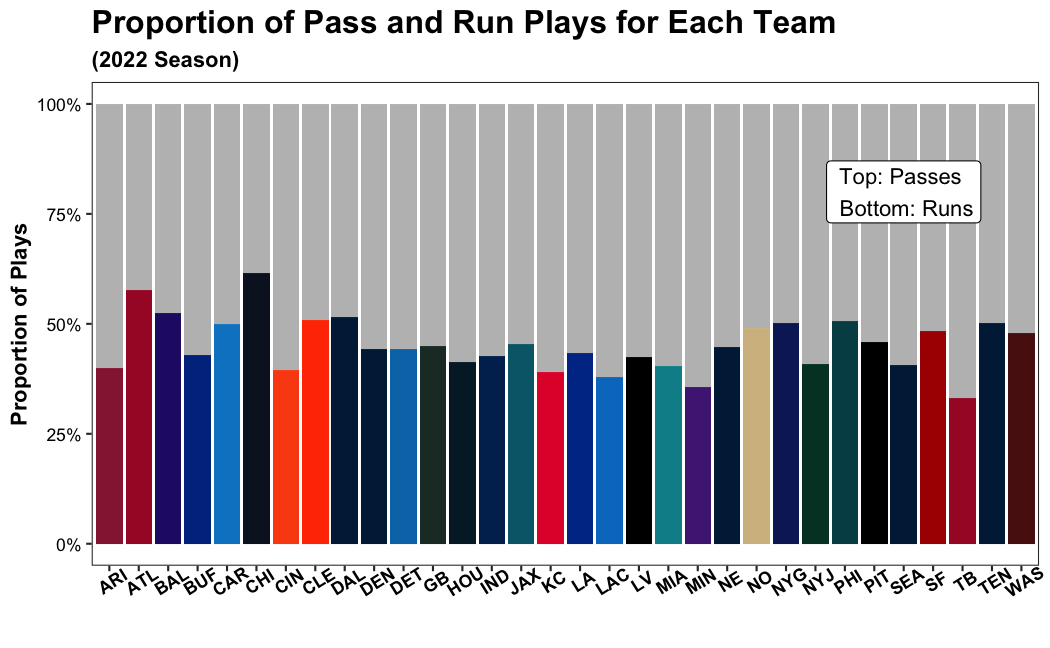 Proportion of Pass and Run Plays for Each Team
(2022 Season)
Proportion of Plays
100%
75%
50%
25%
0%
Top: Passes
Bottom: Runs
ARI ATL BAL BUF CAR CHI CIN CLE DAL DEN DET GB HOU IND JAX KC LA LAC LV MIA MIN NE NO NYG NYJ PHI PIT SEA SF TB TEN WAS